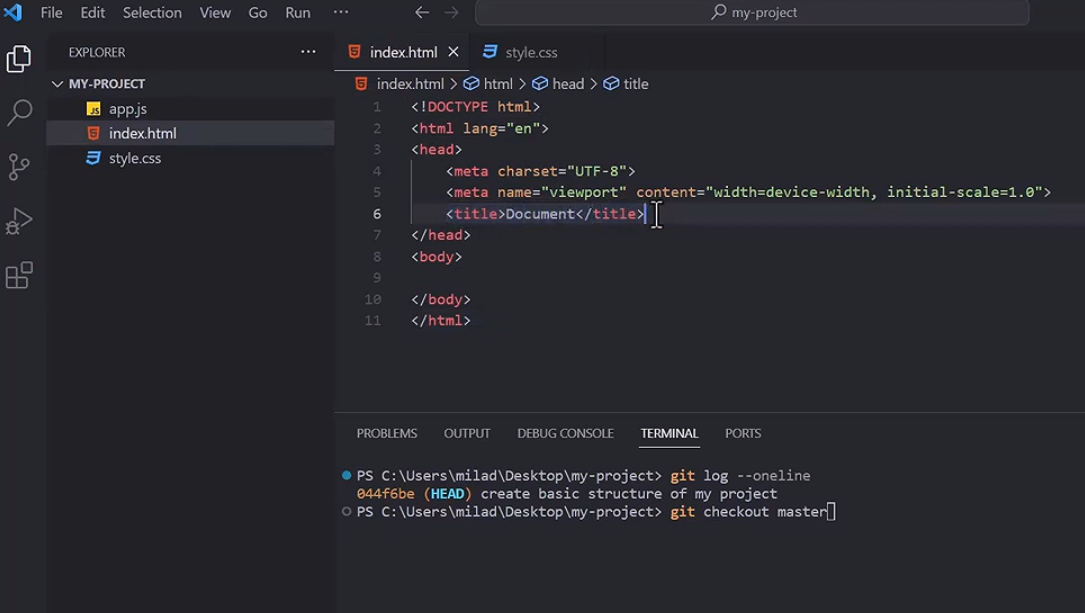 File Edit Selection View Go Run ···
my-project
EXPLORER ···
index.html style.css
MY-PROJECT
index.html > html > head > title
JS app.js
index.html
style.css
1 <!DOCTYPE html>
2 <html lang="en">
3 <head>
4 <meta charset="UTF-8">
5 <meta name="viewport" content="width=device-width, initial-scale=1.0">
6 <title>Document</title>
7 </head>
8 <body>
9
10 </body>
11 </html>
PROBLEMS OUTPUT DEBUG CONSOLE TERMINAL PORTS
PS C:\Users\milad\Desktop\my-project> git log --oneline
044f6be (HEAD) create basic structure of my project
PS C:\Users\milad\Desktop\my-project> git checkout master